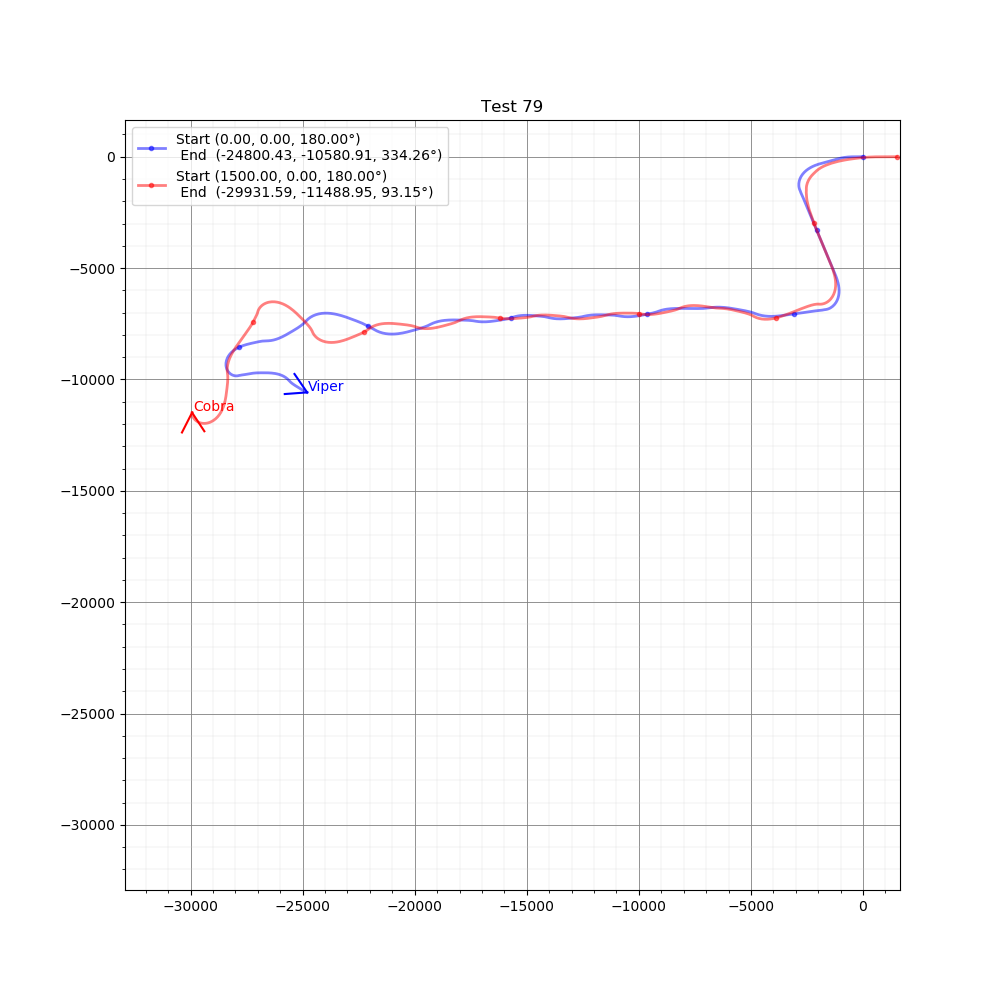 Test 79
Start (0.00, 0.00, 180.00°)
End (-24800.43, -10580.91, 334.26°)
Start (1500.00, 0.00, 180.00°)
End (-29931.59, -11488.95, 93.15°)
0
−5000
−10000
−15000
−20000
−25000
−30000
Viper
Cobra
−30000 −25000 −20000 −15000 −10000 −5000 0